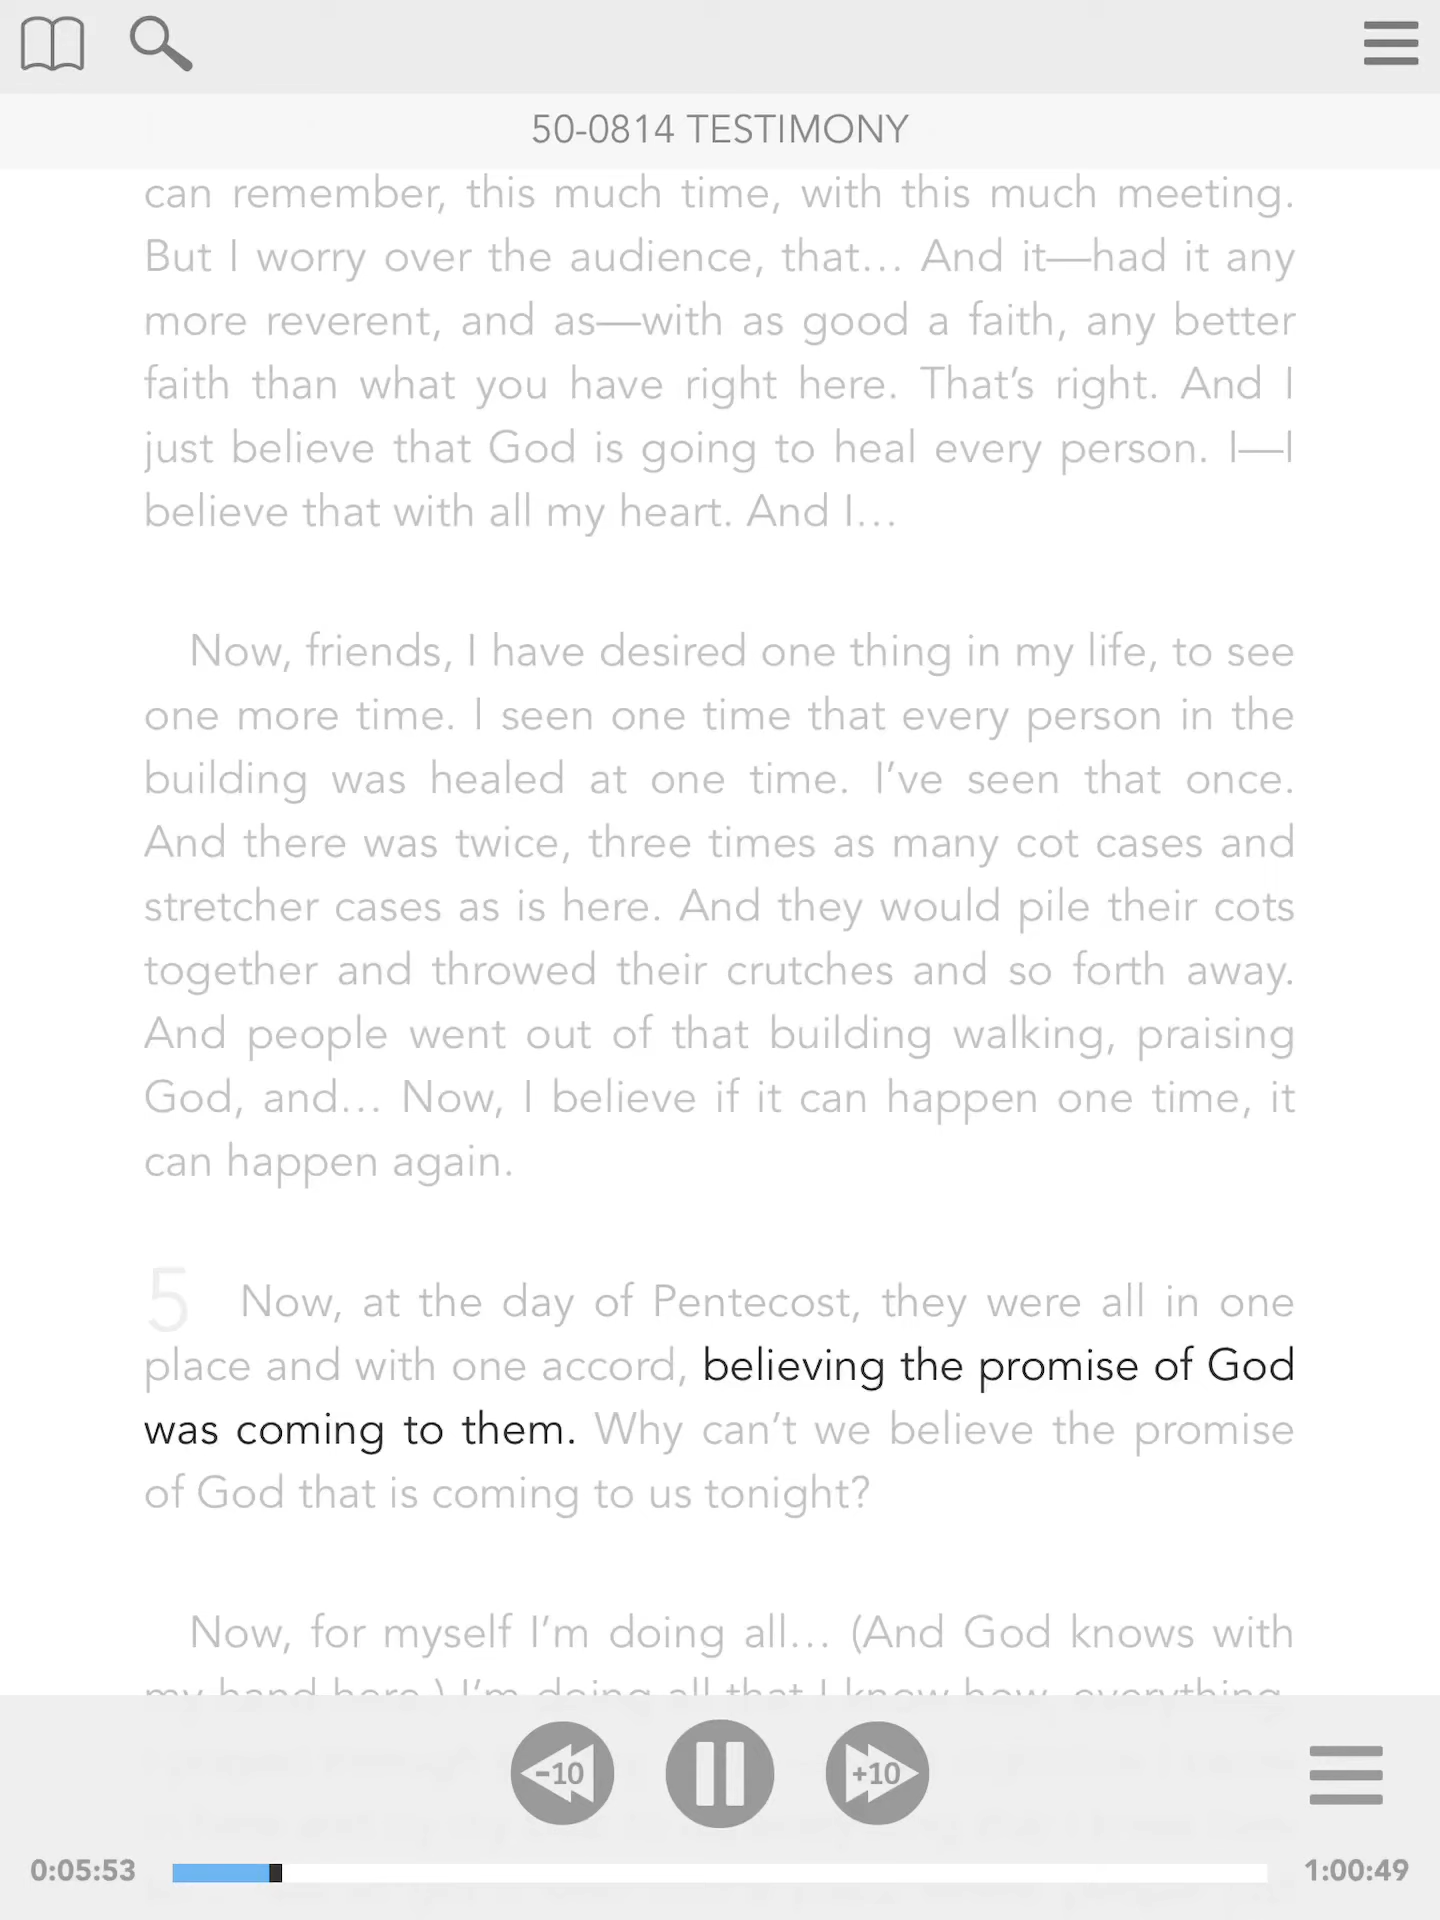 50-0814 TESTIMONY
can remember, this much time, with this much meeting.
But I worry over the audience, that… And it—had it any
more reverent, and as—with as good a faith, any better
faith than what you have right here. That’s right. And I
just believe that God is going to heal every person. I—I
believe that with all my heart. And I…
Now, friends, I have desired one thing in my life, to see
one more time. I seen one time that every person in the
building was healed at one time. I’ve seen that once.
And there was twice, three times as many cot cases and
stretcher cases as is here. And they would pile their cots
together and throwed their crutches and so forth away.
And people went out of that building walking, praising
God, and… Now, I believe if it can happen one time, it
can happen again.
5 Now, at the day of Pentecost, they were all in one
place and with one accord, believing the promise of God
was coming to them. Why can’t we believe the promise
of God that is coming to us tonight?
Now, for myself I’m doing all… (And God knows with
my hand here.) I’m doing all that I know how, everything
-10 +10
0:05:53 1:00:49